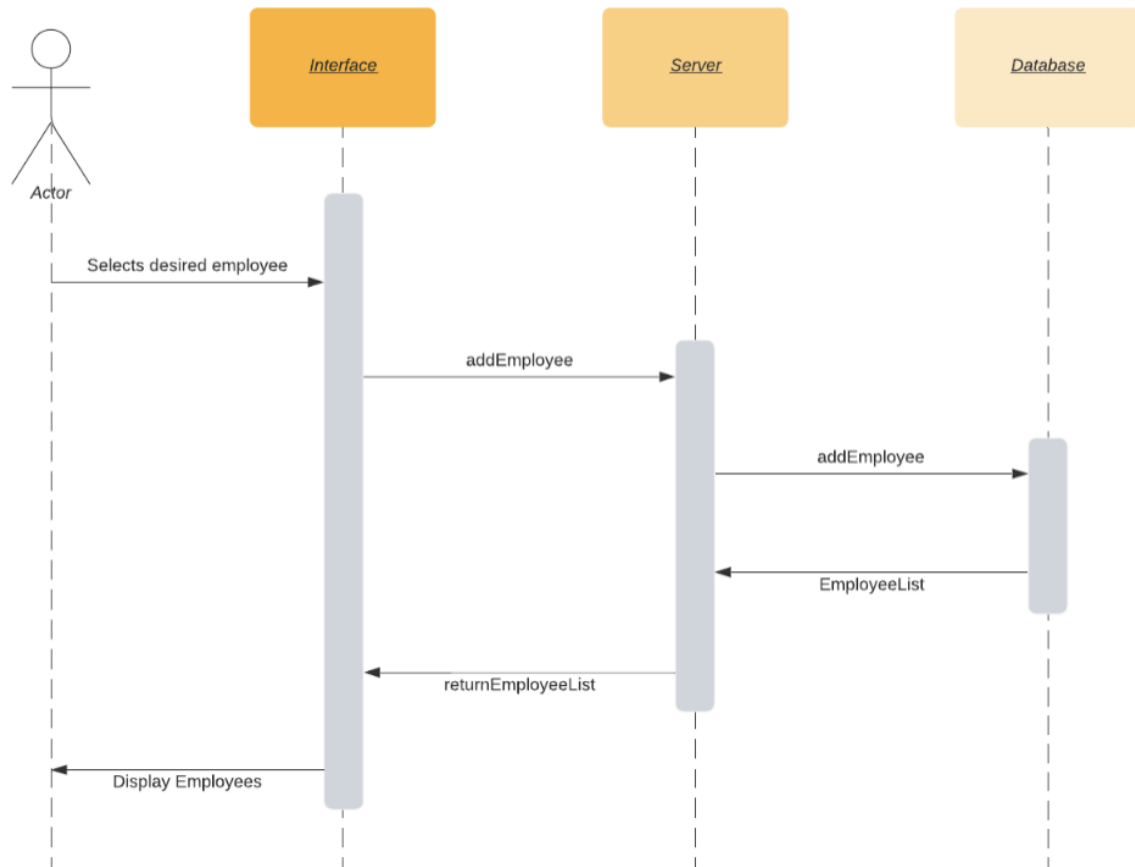 Interface
Server
Database
Actor
Selects desired employee
addEmployee
addEmployee
EmployeeList
returnEmployeeList
Display Employees